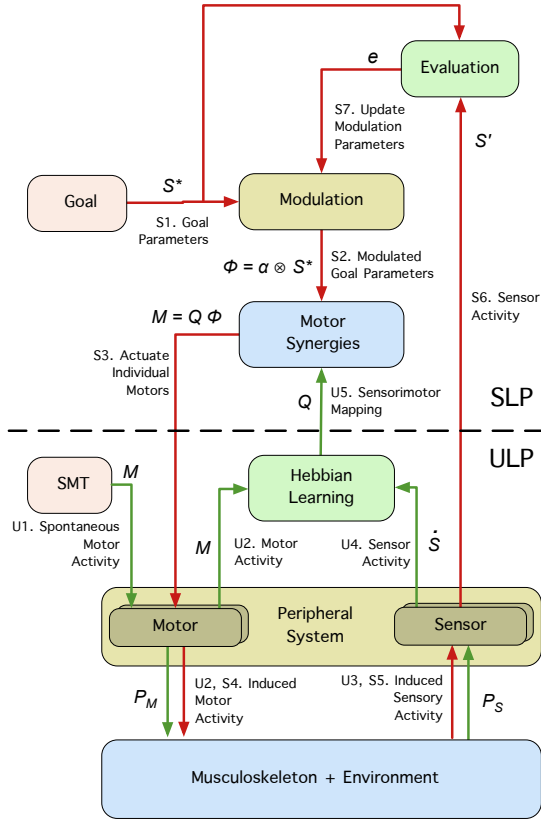 e
Evaluation
S7. Update
Modulation
Parameters
S′
S*
Goal
Modulation
S1. Goal
Parameters
Φ = α ⊗ S*
S2. Modulated
Goal Parameters
S6. Sensor
Activity
M = Q Φ
Motor
Synergies
S3. Actuate
Individual
Motors
Q
U5. Sensorimotor
Mapping
SLP
ULP
M
SMT
Hebbian
Learning
U1. Spontaneous
Motor
Activity
M
U2. Motor
Activity
U4. Sensor
Activity
Ṡ
Motor
Peripheral
System
Sensor
P_M
U2, S4. Induced
Motor
Activity
U3, S5. Induced
Sensory
Activity
P_S
Musculoskeleton + Environment